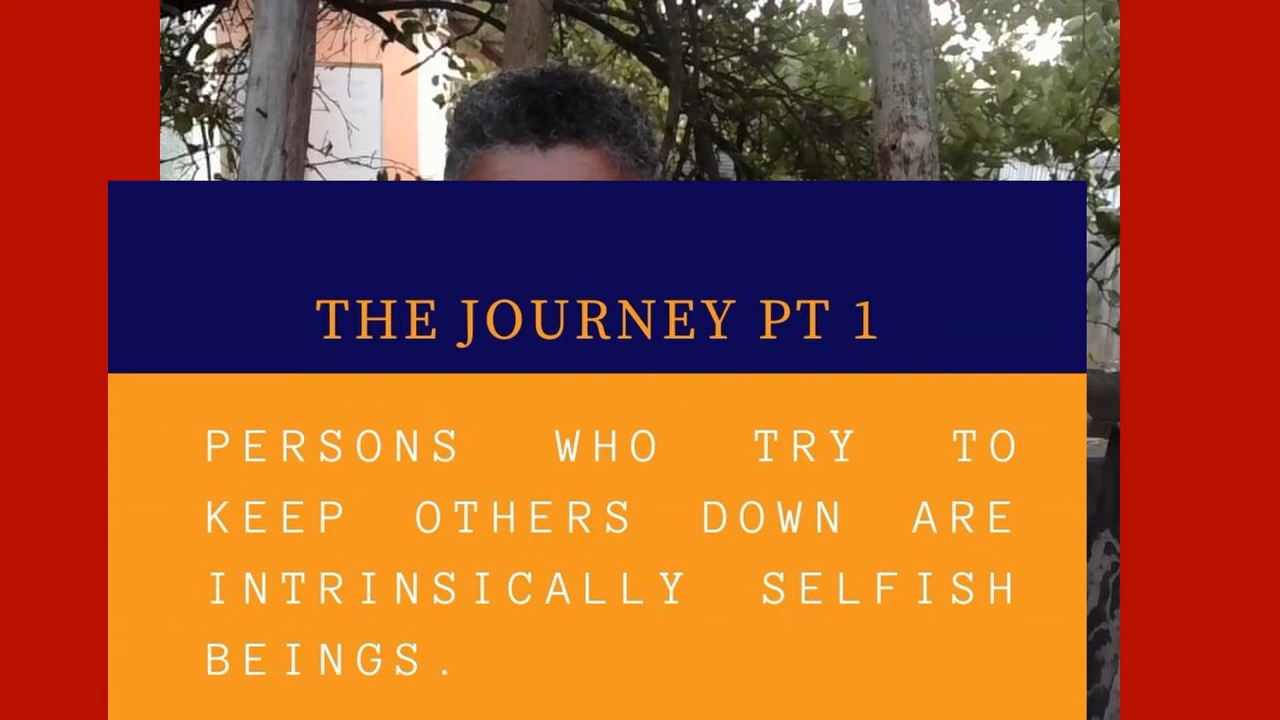 THE JOURNEY PT 1
PERSONS WHO TRY TO
KEEP OTHERS DOWN ARE
INTRINSICALLY SELFISH
BEINGS.